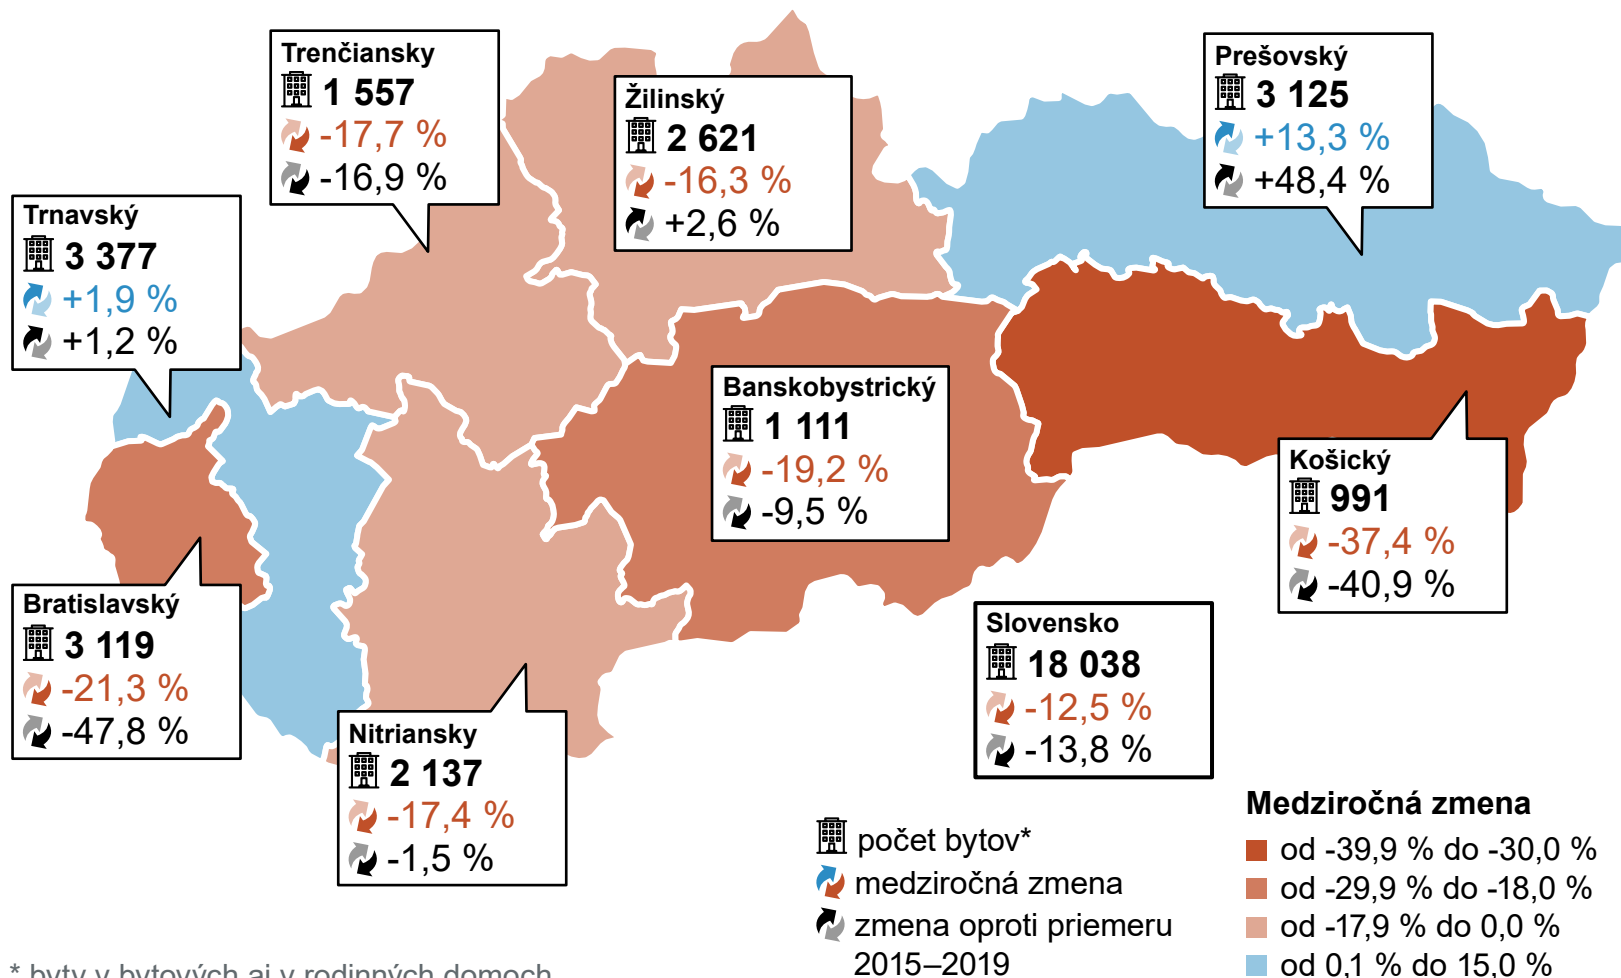 Trenčiansky
1 557
-17,7 %
-16,9 %
Žilinský
2 621
-16,3 %
+2,6 %
Prešovský
3 125
+13,3 %
+48,4 %
Trnavský
3 377
+1,9 %
+1,2 %
Banskobystrický
1 111
-19,2 %
-9,5 %
Košický
991
-37,4 %
-40,9 %
Bratislavský
3 119
-21,3 %
-47,8 %
Nitriansky
2 137
-17,4 %
-1,5 %
Slovensko
18 038
-12,5 %
-13,8 %
počet bytov*
medziročná zmena
zmena oproti priemeru
2015–2019
Medziročná zmena
od -39,9 % do -30,0 %
od -29,9 % do -18,0 %
od -17,9 % do 0,0 %
od 0,1 % do 15,0 %
* byty v bytových aj v rodinných domoch